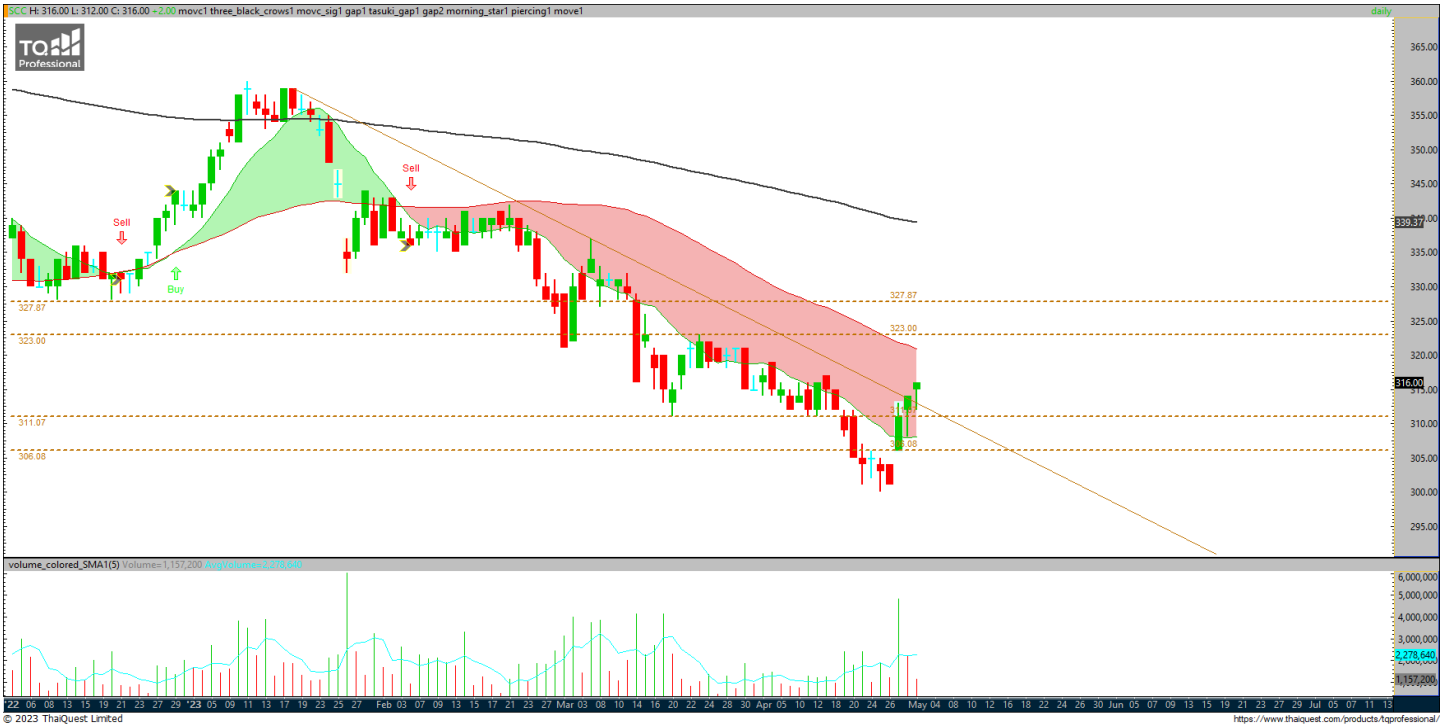 SCC H: 316.00 L: 312.00 C: 316.00 +2.00 movc1 three_black_crows1 movc_sig1 gap1 tasuki_gap1 gap2 morning_star1 piercing1 move1
daily
TQ
Professional
365.00
360.00
355.00
350.00
345.00
339.37
335.00
330.00
325.00
320.00
316.00
315.00
310.00
305.00
300.00
295.00
Sell
Buy
Sell
327.87
327.87
323.00
323.00
311.07
306.08
volume_colored_SMA1(5) Volume=1,157,200 AvgVolume=2,278,640
6,000,000
5,000,000
4,000,000
3,000,000
2,278,640
1,157,200
'22 06 08 13 15 19 21 23 27 29 '23 05 09 11 13 17 19 23 25 27 Feb 03 07 09 13 15 17 21 23 27 Mar 03 08 10 14 16 20 22 24 28 30 Apr 05 10 12 18 20 24 26 May 04 08 10 12 16 18 22 24 26 30 Jun 05 07 09 13 15 19 21 23 27 29 Jul 05 07 11 13
© 2023 ThaiQuest Limited
https://www.thaiquest.com/products/tqprofessional/